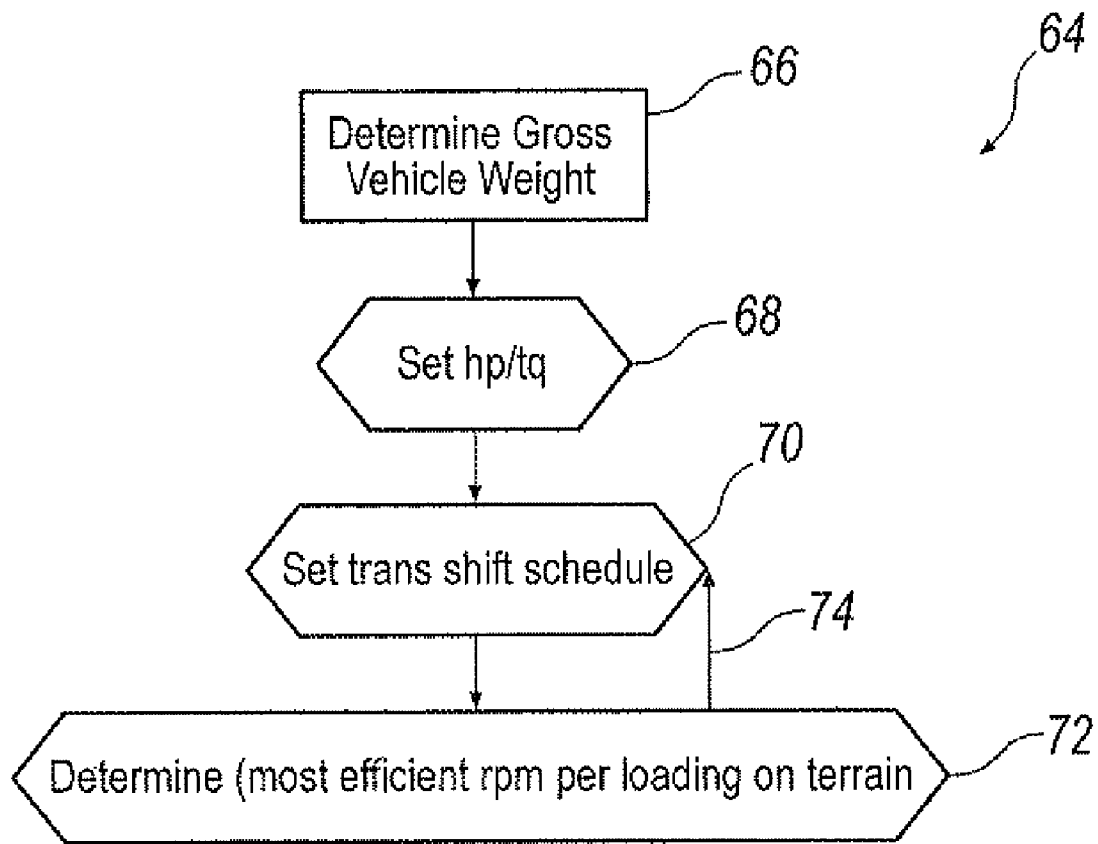 64
66
Determine Gross
Vehicle Weight
68
Set hp/tq
70
Set trans shift schedule
74
72
Determine (most efficient rpm per loading on terrain